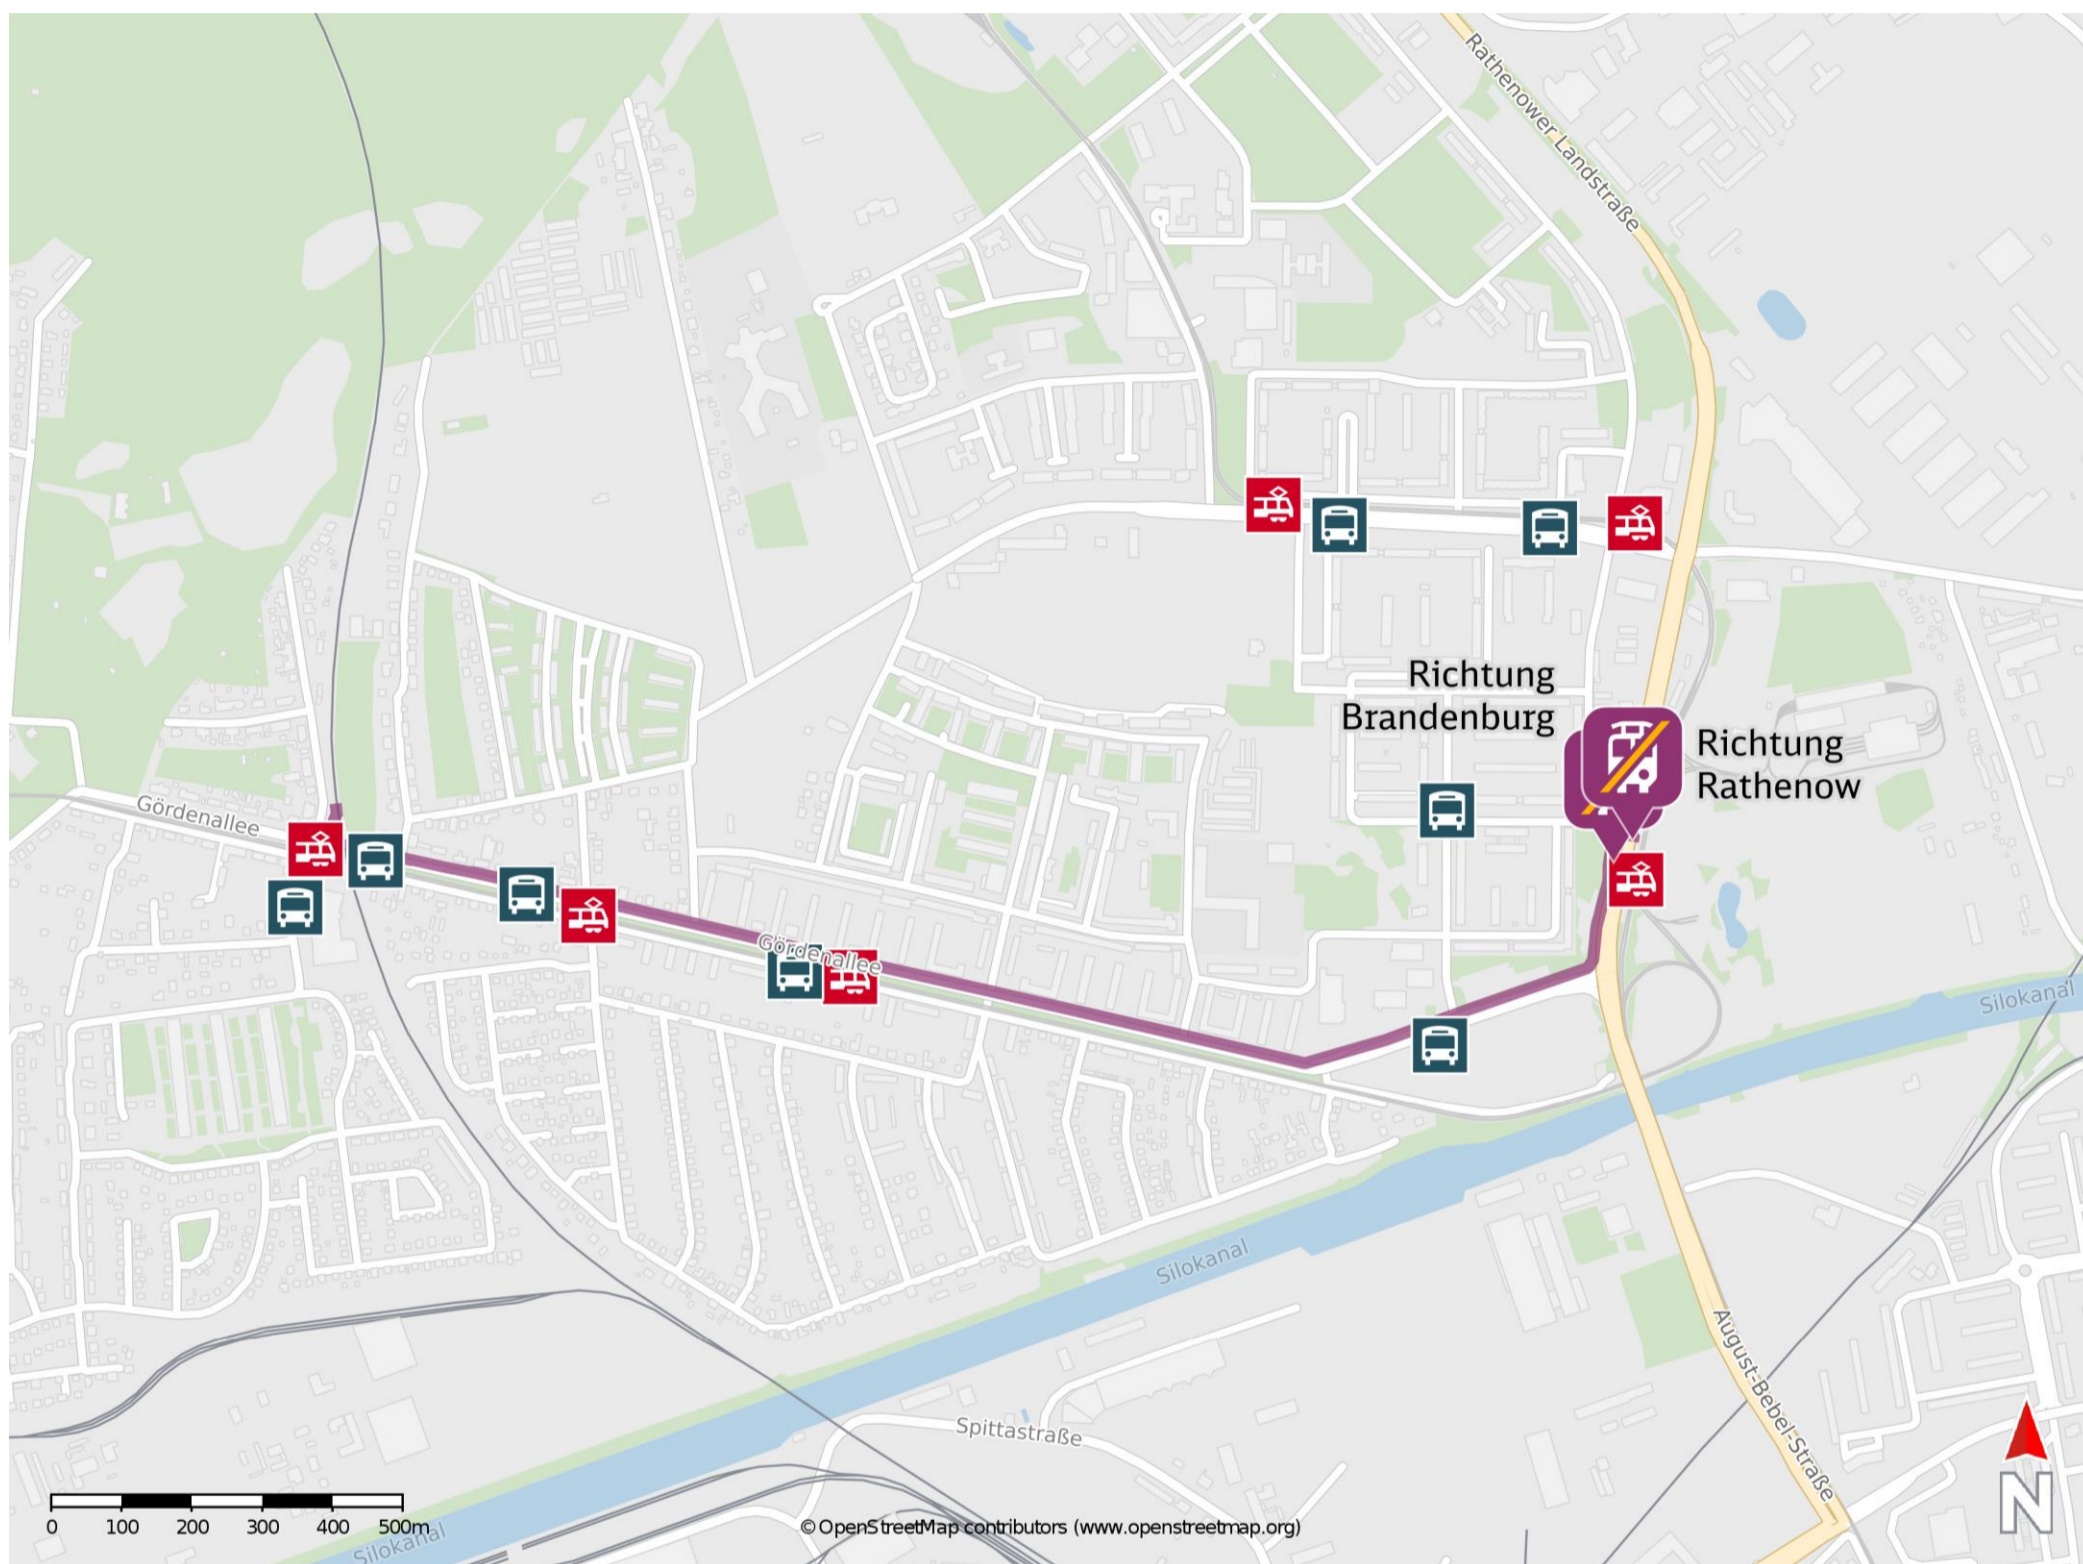 Rathenower Landstraße
Richtung
Brandenburg
Richtung
Rathenow
Gördenallee
Gördenallee
Silokanal
Silokanal
August-Bebel-Straße
Spittastraße
N
0 100 200 300 400 500m
© OpenStreetMap contributors (www.openstreetmap.org)
Silokanal